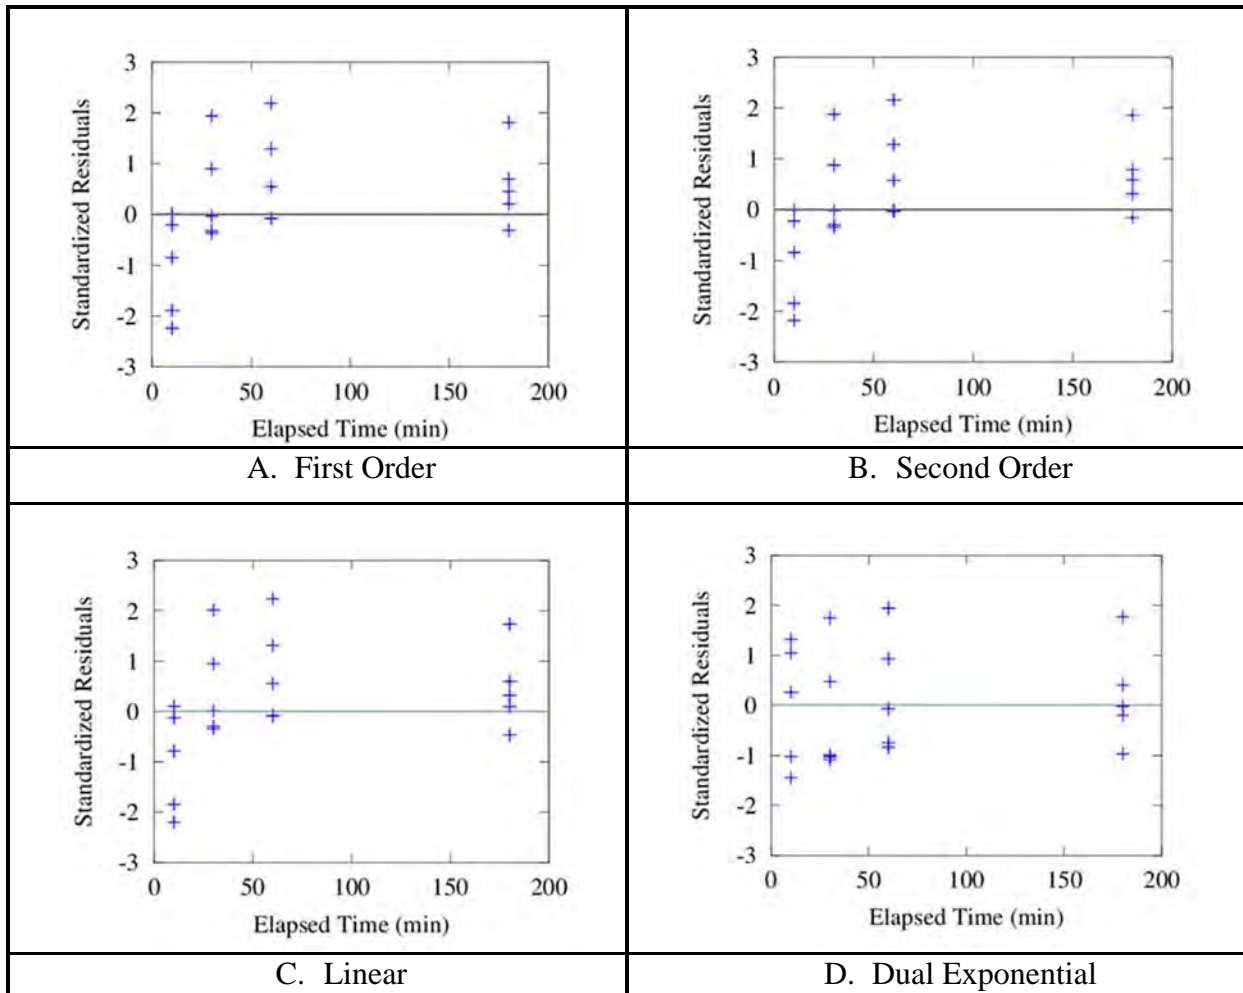 3
2
1
0
-1
-2
-3
0 50 100 150 200
Standardized Residuals
Elapsed Time (min)
A. First Order
3
2
1
0
-1
-2
-3
0 50 100 150 200
Standardized Residuals
Elapsed Time (min)
B. Second Order
3
2
1
0
-1
-2
-3
0 50 100 150 200
Standardized Residuals
Elapsed Time (min)
C. Linear
3
2
1
0
-1
-2
-3
0 50 100 150 200
Standardized Residuals
Elapsed Time (min)
D. Dual Exponential